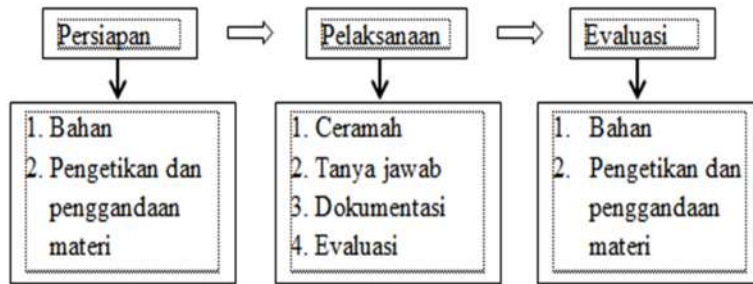 Persiapan
Pelaksanaan
Evaluasi
1. Bahan
2. Pengetikan dan
penggandaan
materi
1. Ceramah
2. Tanya jawab
3. Dokumentasi
4. Evaluasi
1. Bahan
2. Pengetikan dan
penggandaan
materi